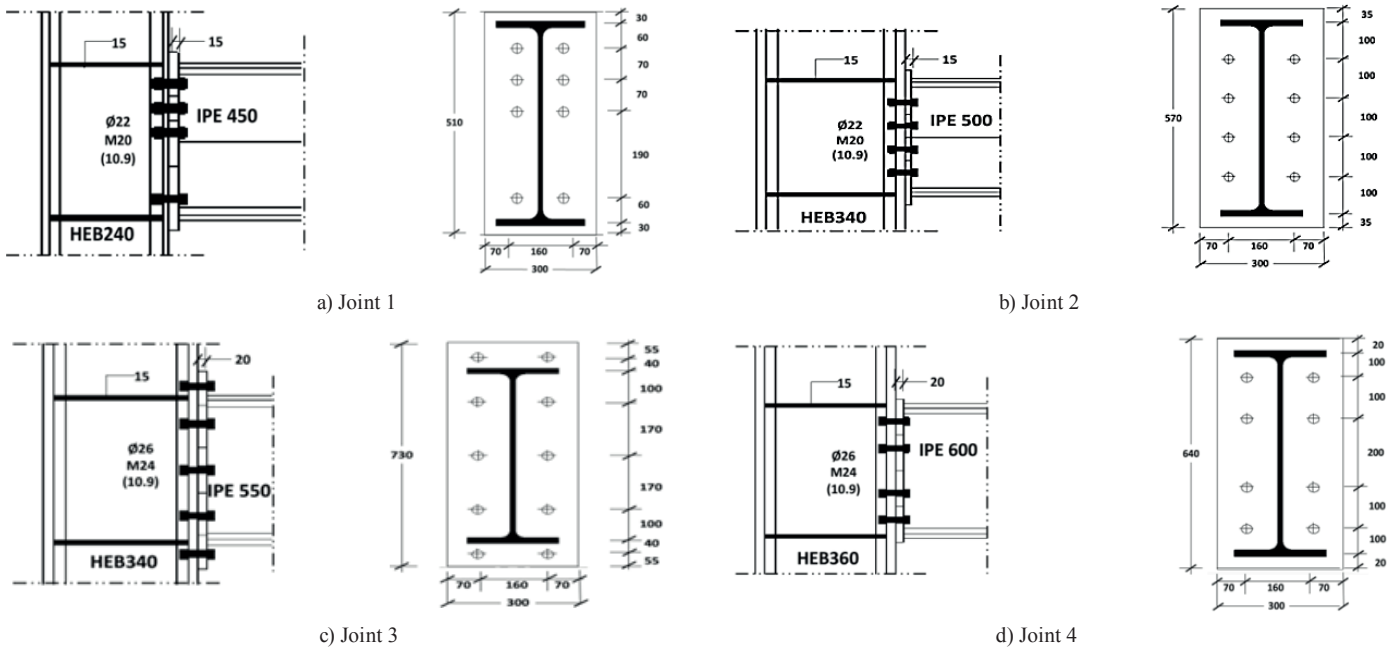 15
15
Ø22
M20
(10.9)
IPE 450
HEB240
510
30
60
70
70
190
60
30
70 160 70
300
a) Joint 1
15
15
Ø22
M20
(10.9)
IPE 500
HEB340
570
35
100
100
100
100
100
35
70 160 70
300
b) Joint 2
20
15
Ø26
M24
(10.9)
IPE 550
HEB340
730
55
40
100
170
170
100
40
55
70 160 70
300
c) Joint 3
20
15
Ø26
M24
(10.9)
IPE 600
HEB360
640
20
100
100
200
100
100
20
70 160 70
300
d) Joint 4